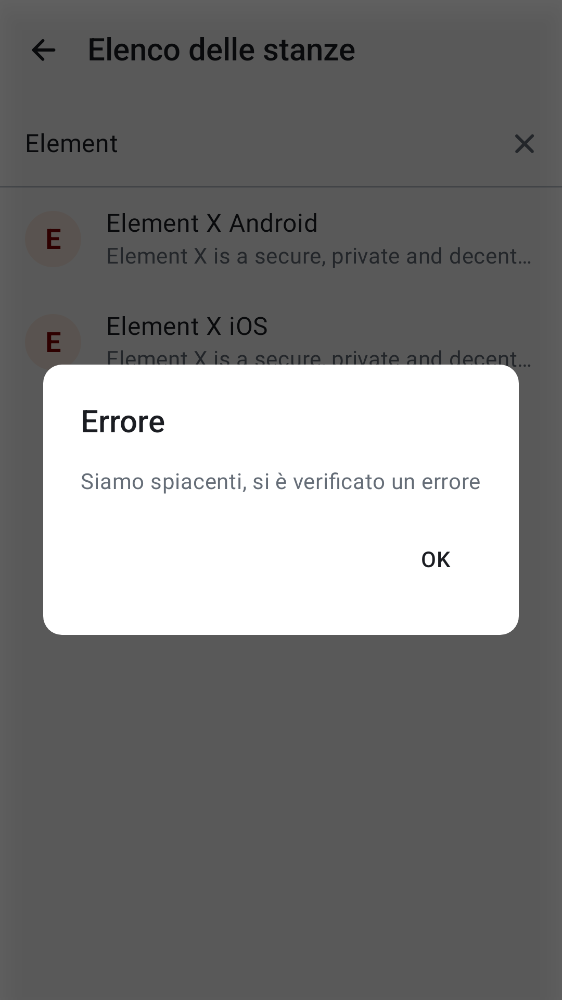 Elenco delle stanze
Element
E
Element X Android
Element X is a secure, private and decent…
E
Element X iOS
Element X is a secure, private and decent…
Errore
Siamo spiacenti, si è verificato un errore
OK